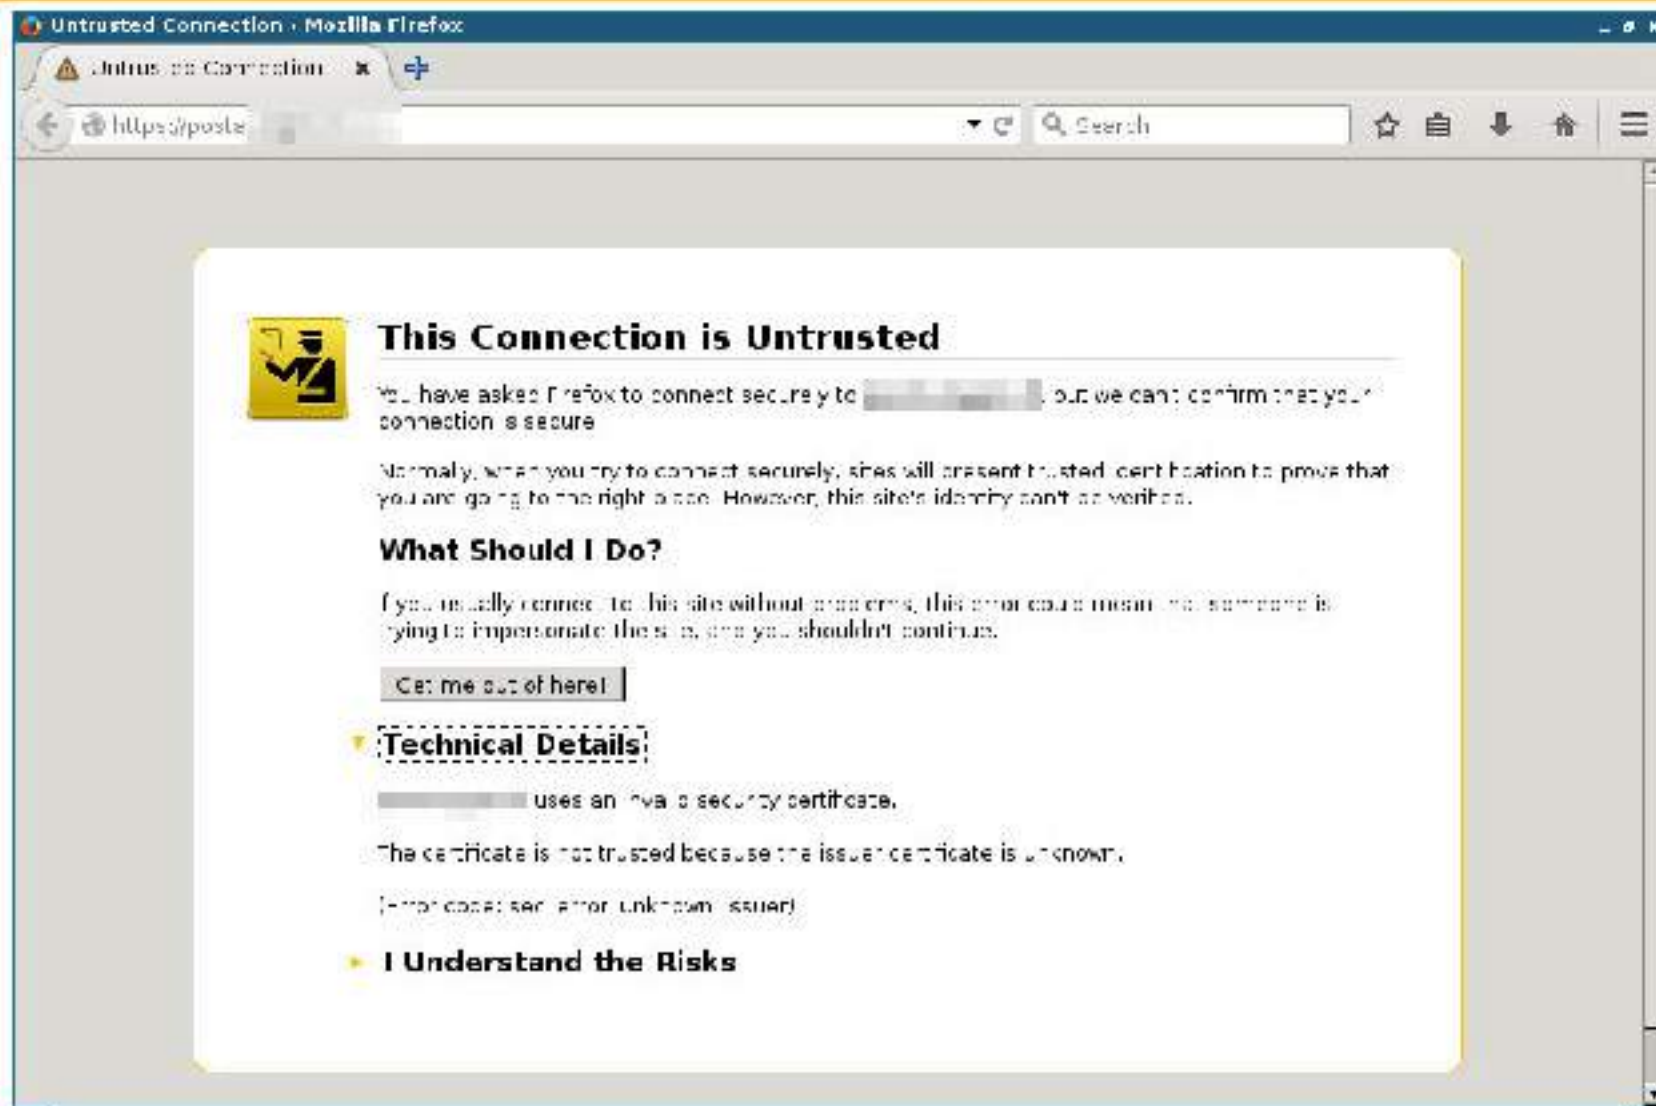 Untrusted Connection - Mozilla Firefox
Untrusted Connection
https://posta
Search
This Connection is Untrusted
You have asked Firefox to connect securely to , but we can't confirm that your
connection is secure.
Normally, when you try to connect securely, sites will present trusted identification to prove that
you are going to the right place. However, this site's identity can't be verified.
What Should I Do?
If you usually connect to this site without problems, this error could mean that someone is
trying to impersonate the site, and you shouldn't continue.
Get me out of here!
Technical Details
uses an invalid security certificate.
The certificate is not trusted because the issuer certificate is unknown.
(Error code: sec_error_unknown_issuer)
I Understand the Risks